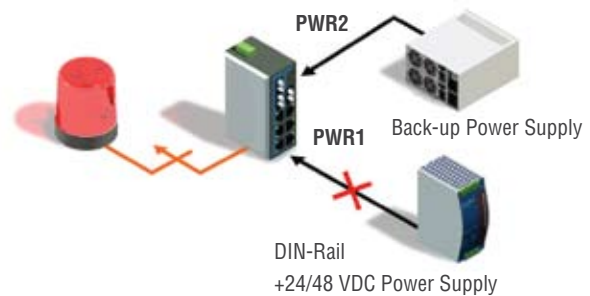 PWR2
Back-up Power Supply
PWR1
DIN-Rail
+24/48 VDC Power Supply